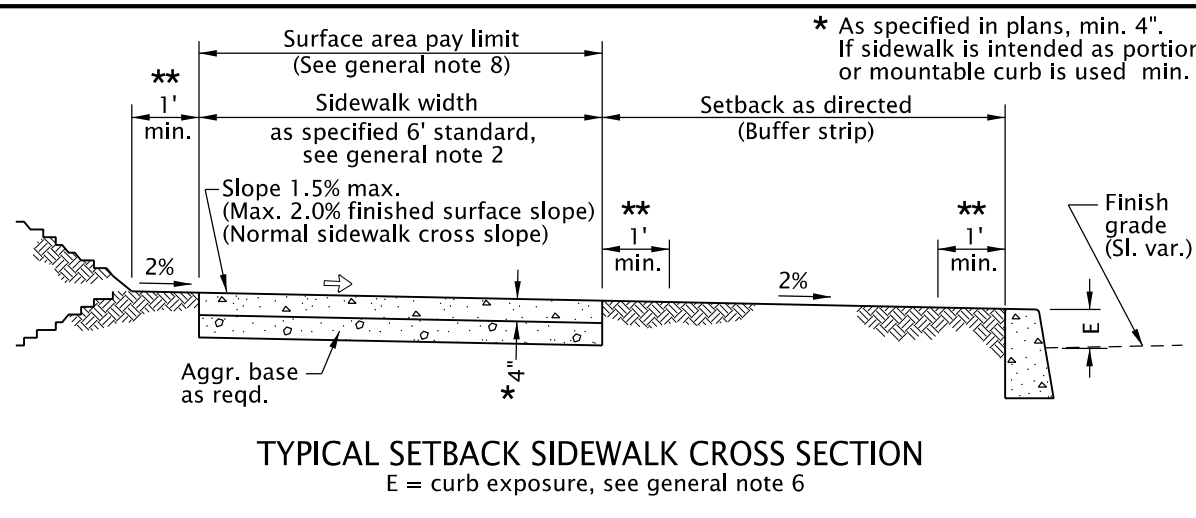 * As specified in plans, min. 4".
If sidewalk is intended as portion
or mountable curb is used min.
Surface area pay limit
(See general note 8)
**
1'
min.
Sidewalk width
as specified 6' standard,
see general note 2
Setback as directed
(Buffer strip)
Slope 1.5% max.
(Max. 2.0% finished surface slope)
(Normal sidewalk cross slope)
**
1'
min.
**
1'
min.
Finish
grade
(Sl. var.)
2%
2%
E
Aggr. base
as reqd.
*4"
TYPICAL SETBACK SIDEWALK CROSS SECTION
E = curb exposure, see general note 6